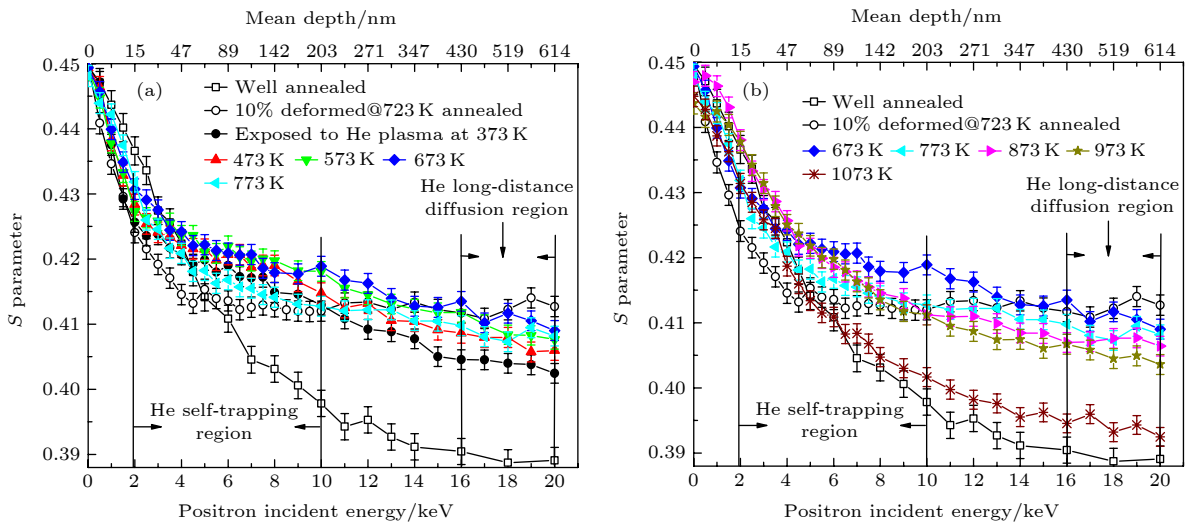 Mean depth/nm
0 15 47 89 142 203 271 347 430 519 614
0.45
0.44
0.43
0.42
0.41
0.40
0.39
S parameter
(a)
Well annealed
10% deformed@723 K annealed
Exposed to He plasma at 373 K
473 K 573 K 673 K
773 K
He long-distance
diffusion region
He self-trapping
region
0 2 4 6 8 10 12 14 16 18 20
Positron incident energy/keV
Mean depth/nm
0 15 47 89 142 203 271 347 430 519 614
0.45
0.44
0.43
0.42
0.41
0.40
0.39
S parameter
(b)
Well annealed
10% deformed@723 K annealed
673 K 773 K 873 K 973 K
1073 K
He long-distance
diffusion region
He self-trapping
region
0 2 4 6 8 10 12 14 16 18 20
Positron incident energy/keV